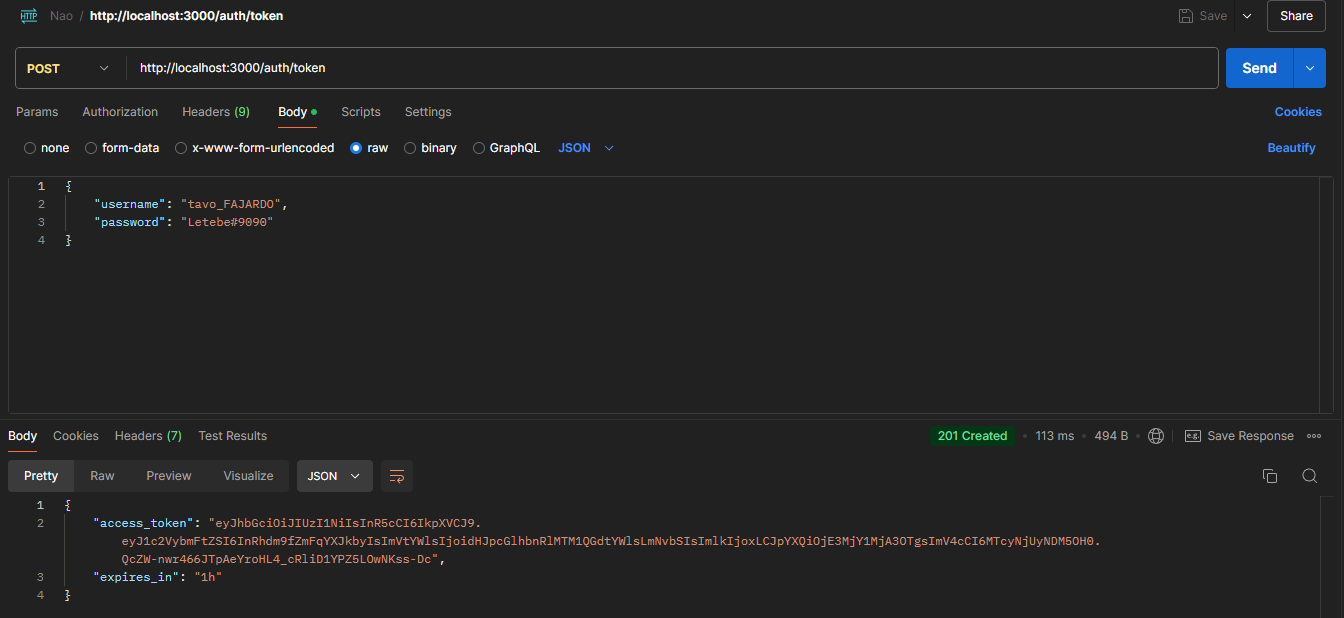 HTTP Nao / http://localhost:3000/auth/token Save Share
POST http://localhost:3000/auth/token Send
Params Authorization Headers (9) Body Scripts Settings Cookies
none form-data x-www-form-urlencoded raw binary GraphQL JSON Beautify
1 {
2 "username": "tavo_FAJARDO",
3 "password": "Letebe#9090"
4 }
Body Cookies Headers (7) Test Results 201 Created • 113 ms • 494 B • e.g. Save Response
Pretty Raw Preview Visualize JSON
1 {
2 "access_token": "eyJhbGciOiJIUzI1NiIsInR5cCI6IkpXVCJ9.
eyJ1c2VybmFtZSI6InRhdm9fZmFqYXJkbyIsImVtYWlsIjoidHJpcGlhbnRlMTM1QGdtYWlsLmNvbSIsImlkIjoxLCJpYXQiOjE3MjY1MjA3OTgsImV4cCI6MTcyNjUyNDM5OH0.
QcZW-nwr466JTpAeYroHL4_cRliD1YPZ5LOwNKss-Dc",
3 "expires_in": "1h"
4 }